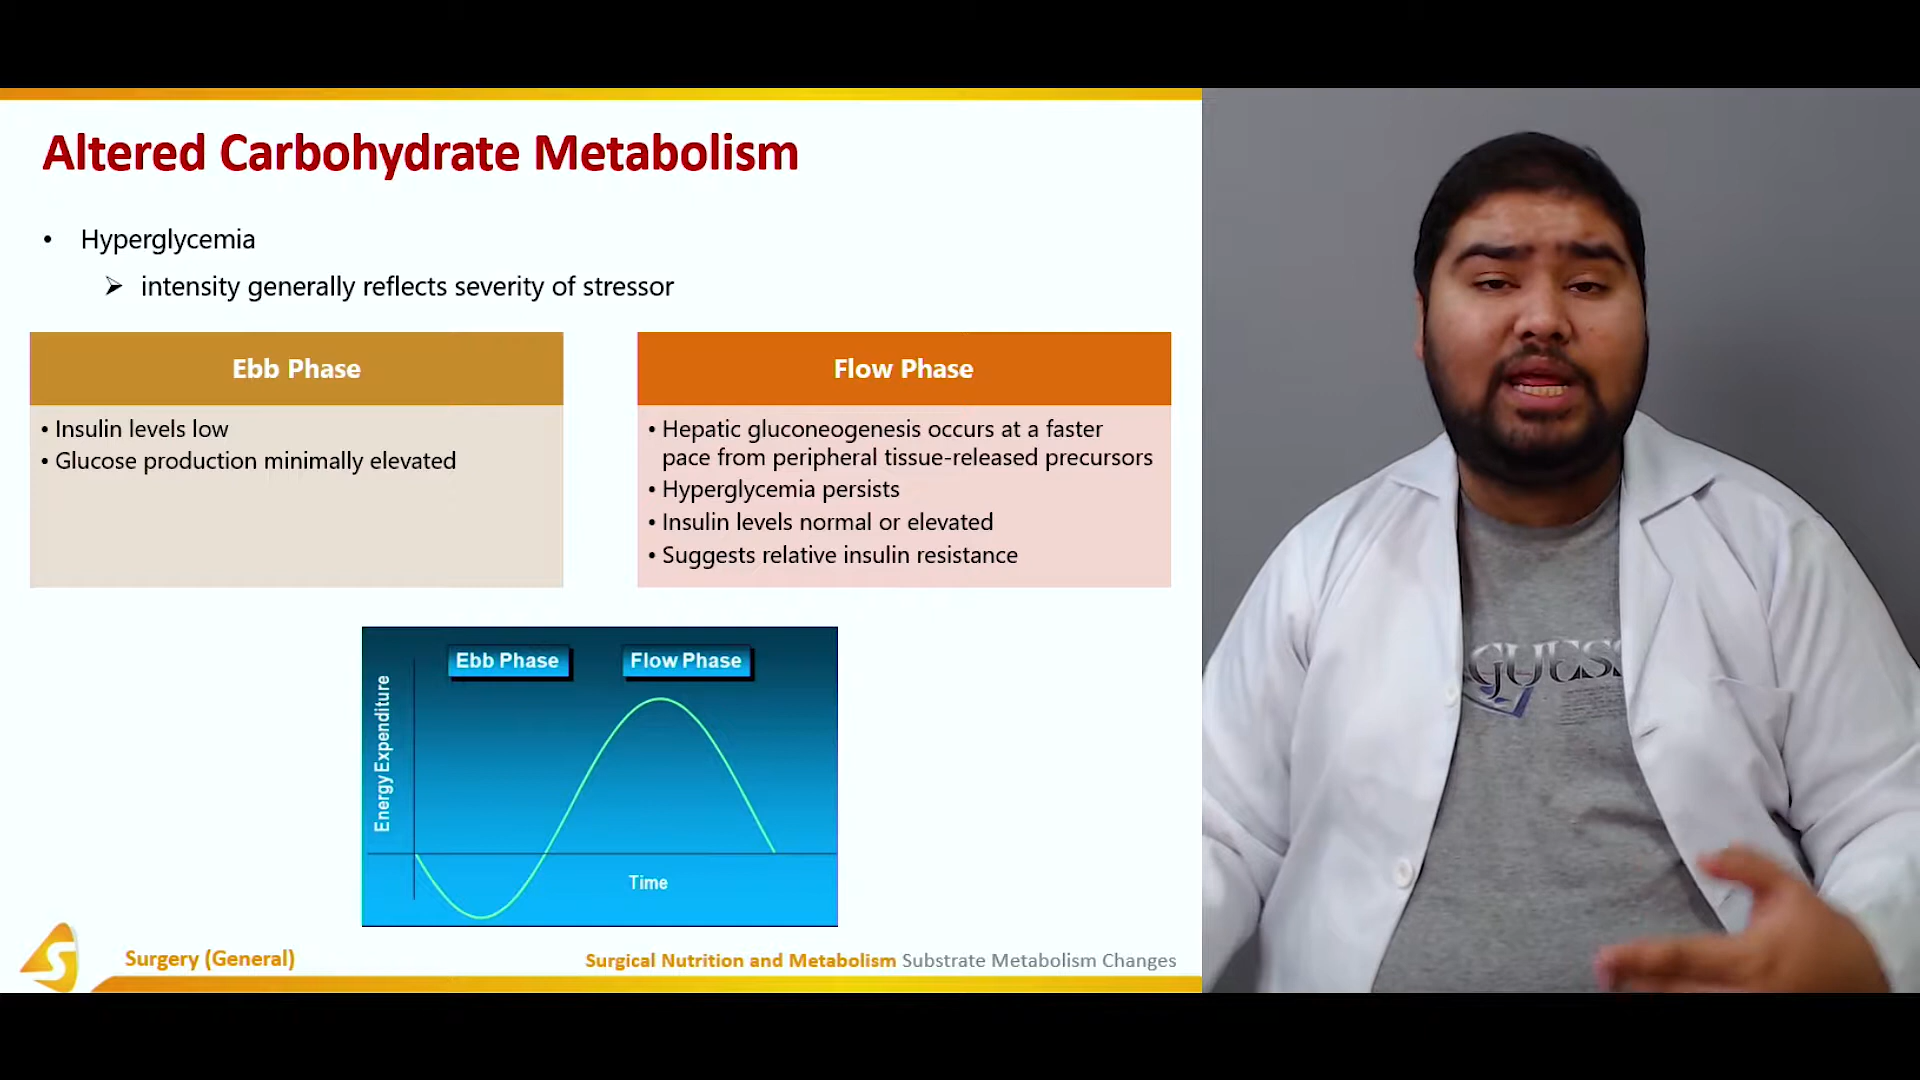 Altered Carbohydrate Metabolism
• Hyperglycemia
➢ intensity generally reflects severity of stressor
Ebb Phase
• Insulin levels low
• Glucose production minimally elevated
Flow Phase
• Hepatic gluconeogenesis occurs at a faster
pace from peripheral tissue-released precursors
• Hyperglycemia persists
• Insulin levels normal or elevated
• Suggests relative insulin resistance
Ebb Phase
Flow Phase
Energy Expenditure
Time
S
Surgery (General)
Surgical Nutrition and Metabolism Substrate Metabolism Changes
GUESS